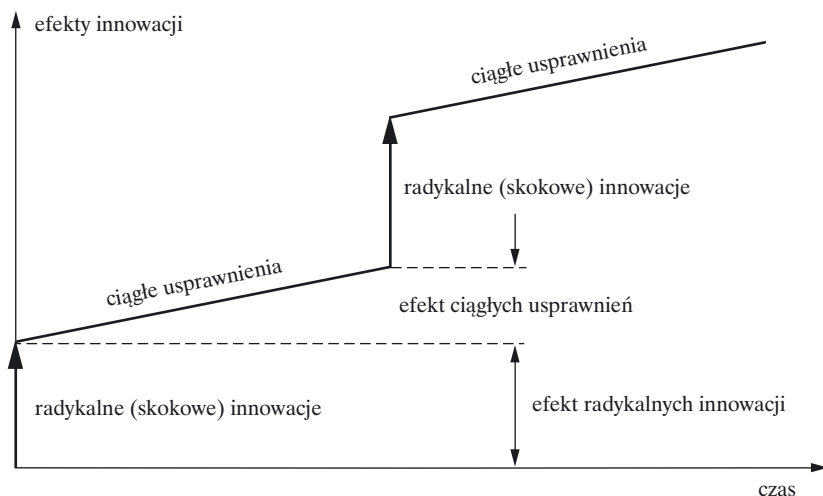 efekty innowacji
ciągłe usprawnienia
radykalne (skokowe) innowacje
ciągłe usprawnienia
efekt ciągłych usprawnień
radykalne (skokowe) innowacje
efekt radykalnych innowacji
czas